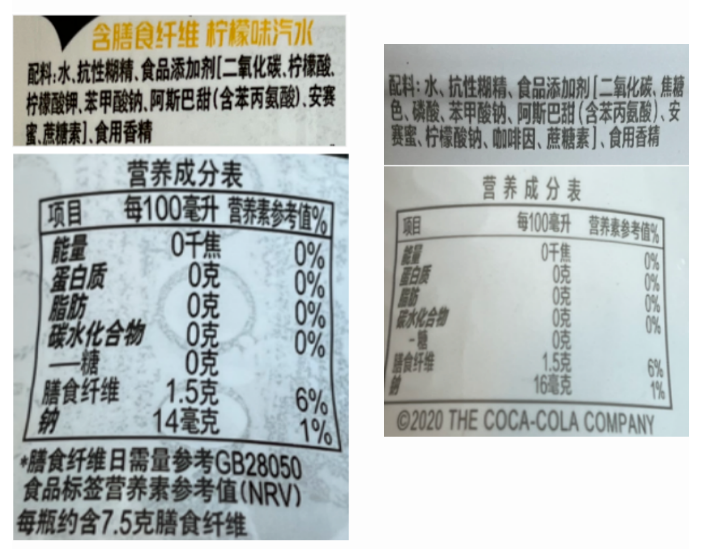 含膳食纤维 柠檬味汽水
配料:水、抗性糊精、食品添加剂[二氧化碳、柠檬酸、
柠檬酸钾、苯甲酸钠、阿斯巴甜(含苯丙氨酸)、安赛
蜜、蔗糖素]、食用香精
营养成分表
项目 每100毫升 营养素参考值%
能量 0千焦 0%
蛋白质 0克 0%
脂肪 0克 0%
碳水化合物 0克 0%
—糖 0克
膳食纤维 1.5克 6%
钠 14毫克 1%
*膳食纤维日需量参考GB28050
食品标签营养素参考值(NRV)
每瓶约含7.5克膳食纤维
配料:水、抗性糊精、食品添加剂[二氧化碳、焦糖
色、磷酸、苯甲酸钠、阿斯巴甜(含苯丙氨酸)、安
赛蜜、柠檬酸钠、咖啡因、蔗糖素]、食用香精
营养成分表
项目 每100毫升 营养素参考值%
能量 0千焦 0%
蛋白质 0克 0%
脂肪 0克 0%
碳水化合物 0克 0%
-糖 0克
膳食纤维 1.5克 6%
钠 16毫克 1%
©2020 THE COCA-COLA COMPANY